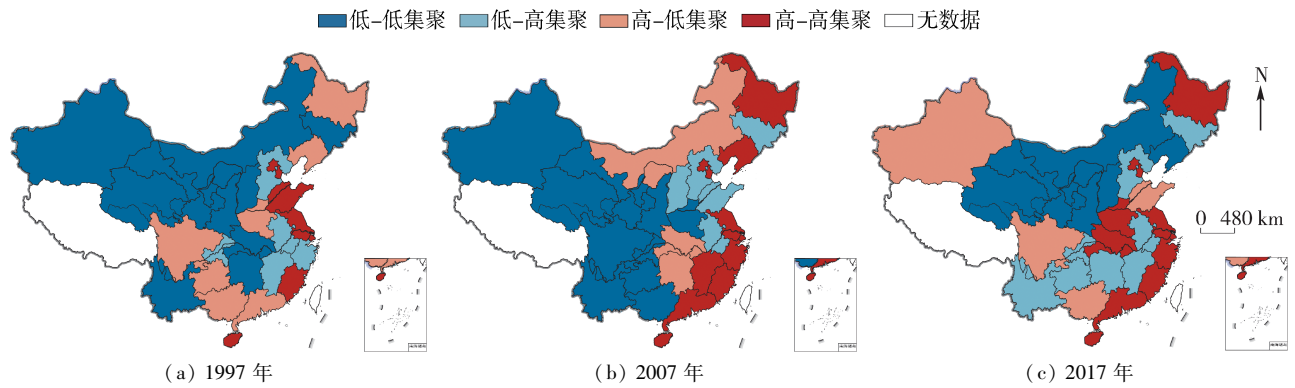 低-低集聚 低-高集聚 高-低集聚 高-高集聚 无数据
N
0 480 km
(a) 1997 年
(b) 2007 年
(c) 2017 年